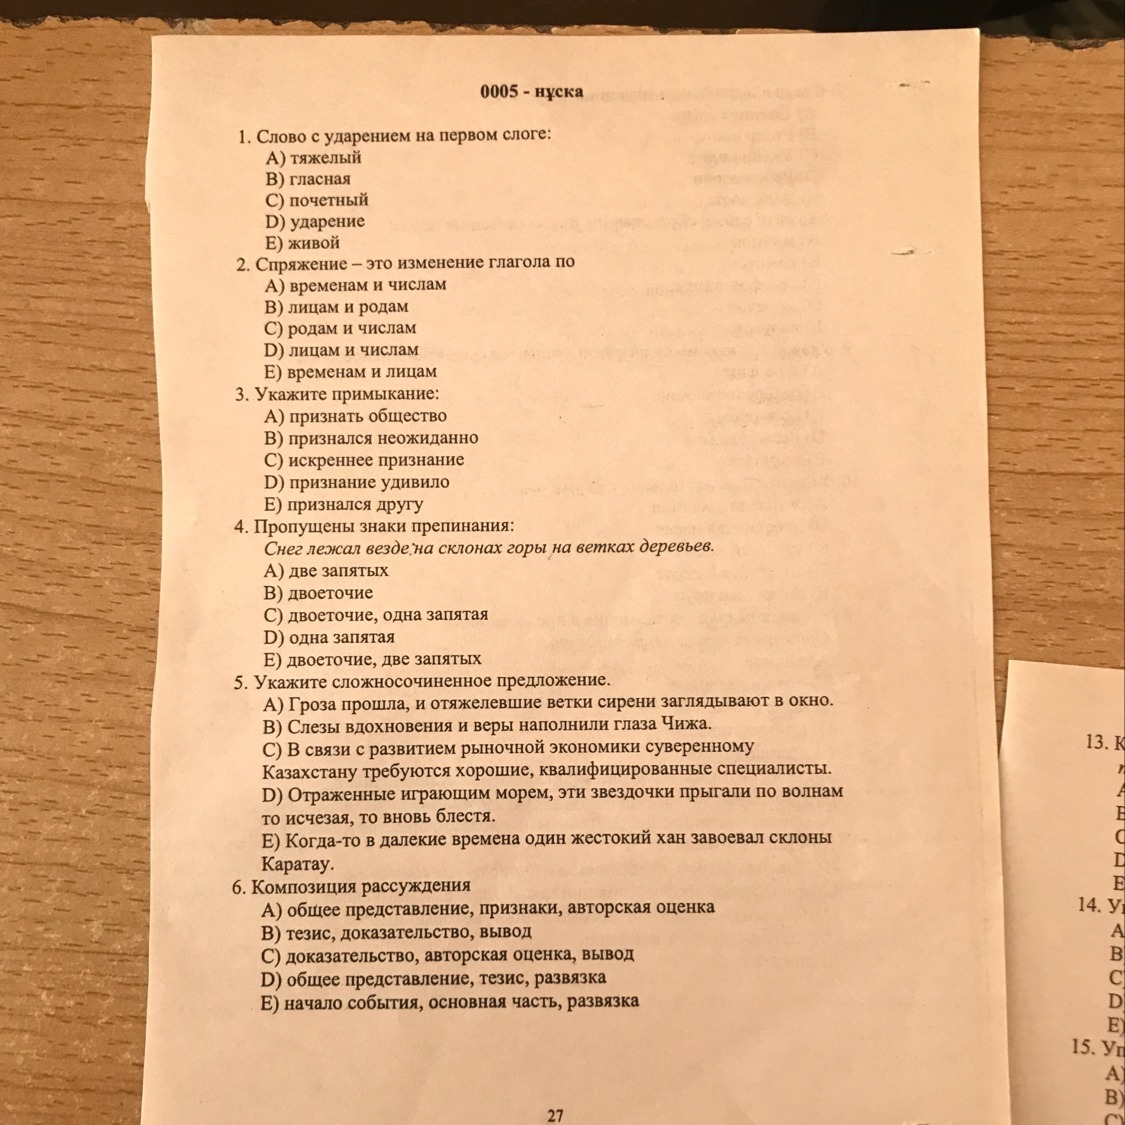 0005 - нұсқа
1. Слово с ударением на первом слоге:
A) тяжелый
B) гласная
C) почетный
D) ударение
E) живой
2. Спряжение – это изменение глагола по
A) временам и числам
B) лицам и родам
C) родам и числам
D) лицам и числам
E) временам и лицам
3. Укажите примыкание:
A) признать общество
B) признался неожиданно
C) искреннее признание
D) признание удивило
E) признался другу
4. Пропущены знаки препинания:
Снег лежал везде на склонах горы на ветках деревьев.
A) две запятых
B) двоеточие
C) двоеточие, одна запятая
D) одна запятая
E) двоеточие, две запятых
5. Укажите сложносочиненное предложение.
A) Гроза прошла, и отяжелевшие ветки сирени заглядывают в окно.
B) Слезы вдохновения и веры наполнили глаза Чижа.
C) В связи с развитием рыночной экономики суверенному
Казахстану требуются хорошие, квалифицированные специалисты.
D) Отраженные играющим морем, эти звездочки прыгали по волнам
то исчезая, то вновь блестя.
E) Когда-то в далекие времена один жестокий хан завоевал склоны
Каратау.
6. Композиция рассуждения
A) общее представление, признаки, авторская оценка
B) тезис, доказательство, вывод
C) доказательство, авторская оценка, вывод
D) общее представление, тезис, развязка
E) начало события, основная часть, развязка
27
13.
14.
15.
A)
B)